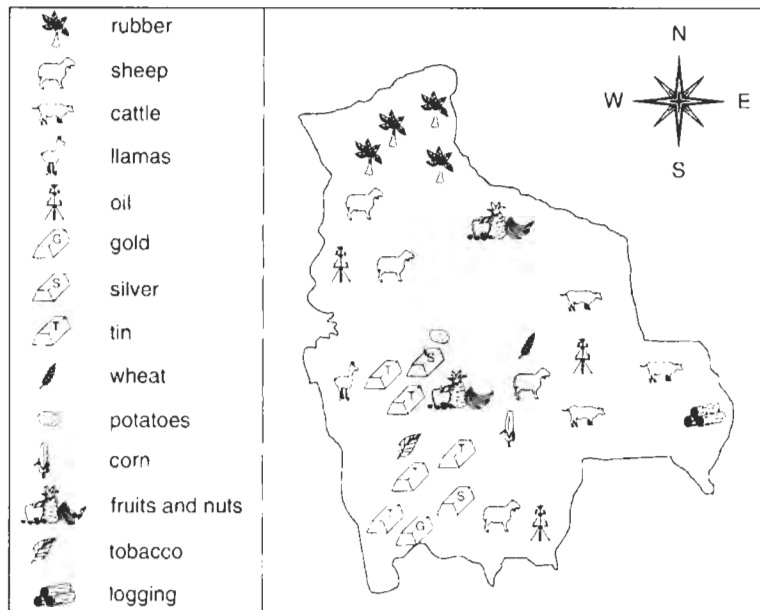 rubber
sheep
cattle
llamas
oil
G
gold
S
silver
T
tin
wheat
potatoes
corn
fruits and nuts
tobacco
logging
N
W E
S
S
T
T
T
T
S
T
G